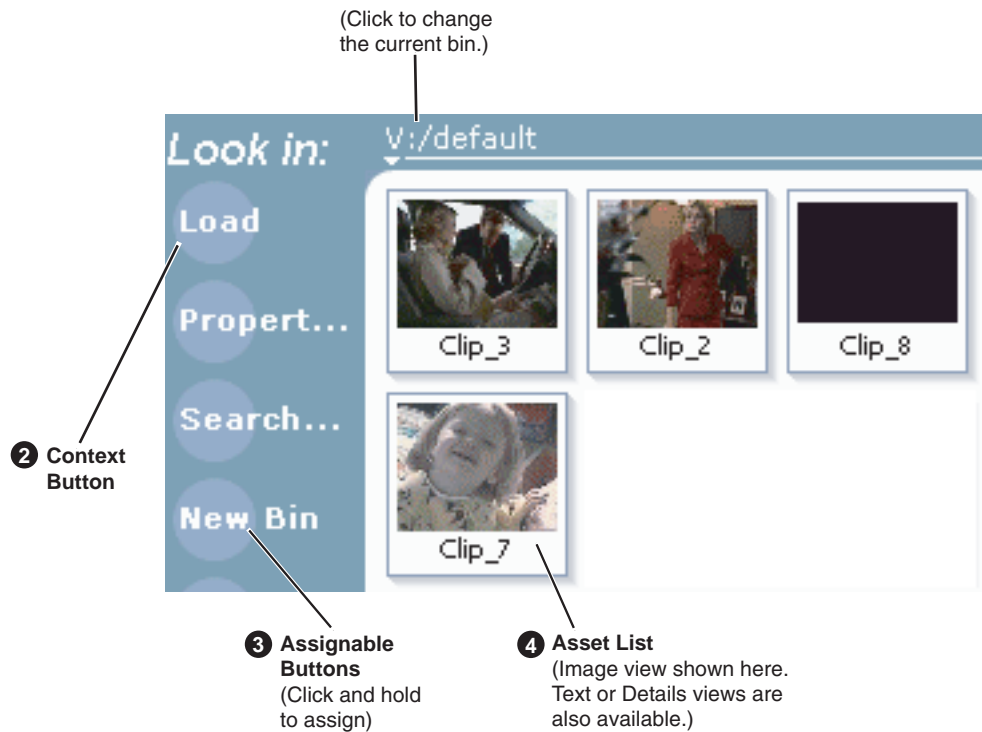 (Click to change
the current bin.)
Look in:
V:/default
Load
Propert...
Search...
New Bin
Clip_3
Clip_2
Clip_8
Clip_7
2 Context
Button
3 Assignable
Buttons
(Click and hold
to assign)
4 Asset List
(Image view shown here.
Text or Details views are
also available.)